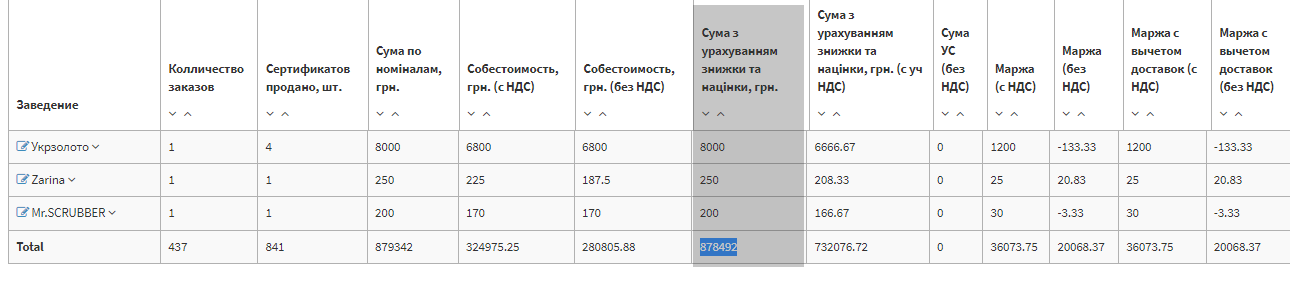 Заведение
Колличество заказов
Сертификатов продано, шт.
Сума по номіналам, грн.
Собестоимость, грн. (с НДС)
Собестоимость, грн. (без НДС)
Сума з урахуванням знижки та націнки, грн.
Сума з урахуванням знижки та націнки, грн. (с уч НДС)
Сума УС (без НДС)
Маржа (с НДС)
Маржа (без НДС)
Маржа с вычетом доставок (с НДС)
Маржа с вычетом доставок (без НДС)
Укрзолото 1 4 8000 6800 6800 8000 6666.67 0 1200 -133.33 1200 -133.33
Zarina 1 1 250 225 187.5 250 208.33 0 25 20.83 25 20.83
Mr.SCRUBBER 1 1 200 170 170 200 166.67 0 30 -3.33 30 -3.33
Total 437 841 879342 324975.25 280805.88 878492 732076.72 0 36073.75 20068.37 36073.75 20068.37